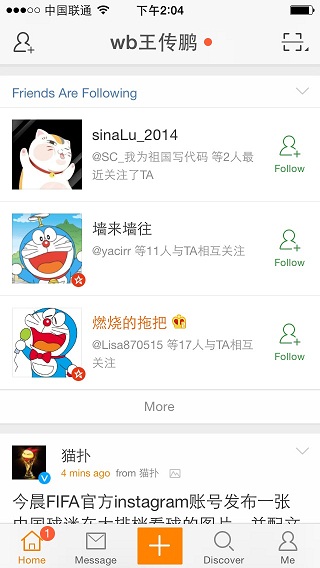 中国联通 下午2:04
wb王传鹏
Friends Are Following
sinaLu_2014
@SC_我为祖国写代码 等2人最
近关注了TA
Follow
墙来墙往
@yacirr 等11人与TA相互关注
Follow
燃烧的拖把
@Lisa870515 等17人与TA相互
关注
Follow
More
猫扑
4 mins ago from 猫扑
今晨FIFA官方instagram账号发布一张
中国球迷在大排档看球的图片，并配文
1
Home Message Discover Me